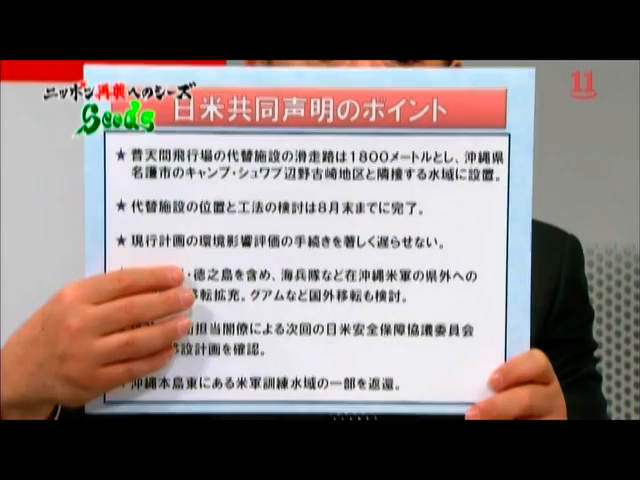 ニッポン再襲へのシーズ
Seeds
11
日米共同声明のポイント
★ 普天間飛行場の代替施設の滑走路は1800メートルとし、沖縄県
名護市のキャンプ・シュワブ辺野古崎地区と隣接する水域に設置。
★ 代替施設の位置と工法の検討は8月末までに完了。
★ 現行計画の環境影響評価の手続きを著しく遅らせない。
・徳之島を含め、海兵隊など在沖縄米軍の県外への
移転拡充。グアムなど国外移転も検討。
担当閣僚による次回の日米安全保障協議委員会
移設計画を確認。
沖縄本島東にある米軍訓練水域の一部を返還。